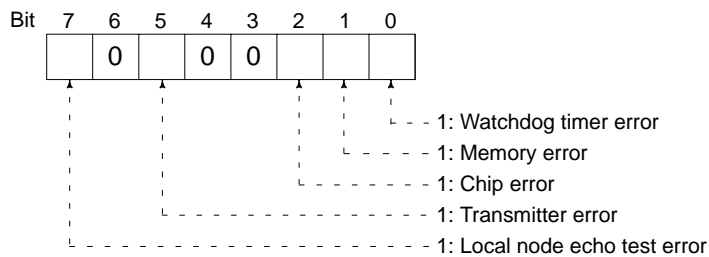 Bit 7 6 5 4 3 2 1 0
0 0 0
1: Watchdog timer error
1: Memory error
1: Chip error
1: Transmitter error
1: Local node echo test error